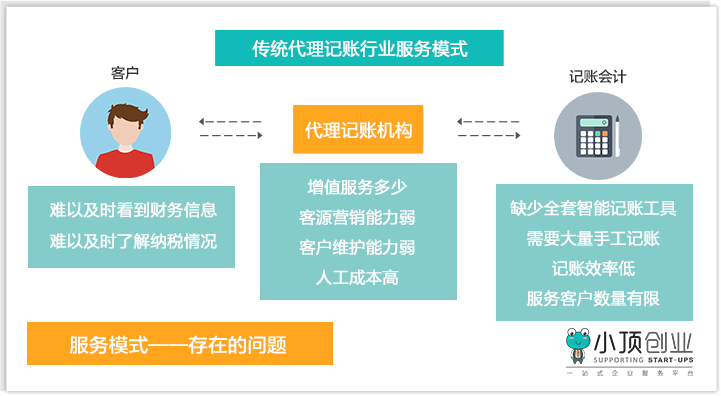 传统代理记账行业服务模式
客户
记账会计
代理记账机构
难以及时看到财务信息
难以及时了解纳税情况
增值服务多少
客源营销能力弱
客户维护能力弱
人工成本高
缺少全套智能记账工具
需要大量手工记账
记账效率低
服务客户数量有限
服务模式——存在的问题
小顶创业
SUPPORTING START-UPS
一站式企业服务平台